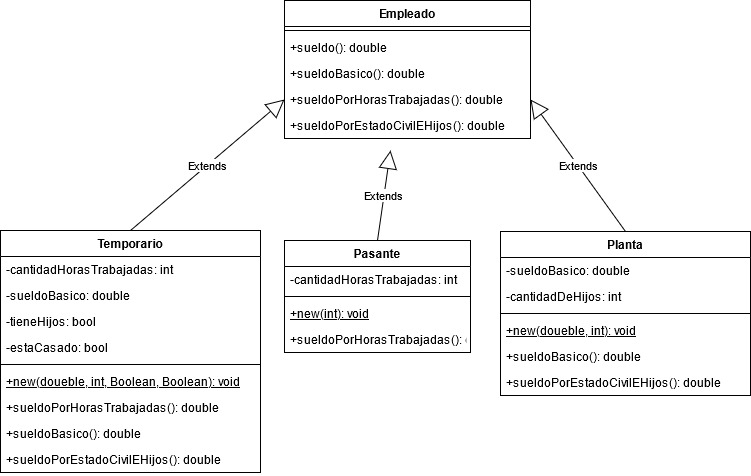 Empleado
+sueldo(): double
+sueldoBasico(): double
+sueldoPorHorasTrabajadas(): double
+sueldoPorEstadoCivilEHijos(): double
Extends
Extends
Extends
Temporario
-cantidadHorasTrabajadas: int
-sueldoBasico: double
-tieneHijos: bool
-estaCasado: bool
+new(doueble, int, Boolean, Boolean): void
+sueldoPorHorasTrabajadas(): double
+sueldoBasico(): double
+sueldoPorEstadoCivilEHijos(): double
Pasante
-cantidadHorasTrabajadas: int
+new(int): void
+sueldoPorHorasTrabajadas():
Planta
-sueldoBasico: double
-cantidadDeHijos: int
+new(doueble, int): void
+sueldoBasico(): double
+sueldoPorEstadoCivilEHijos(): double